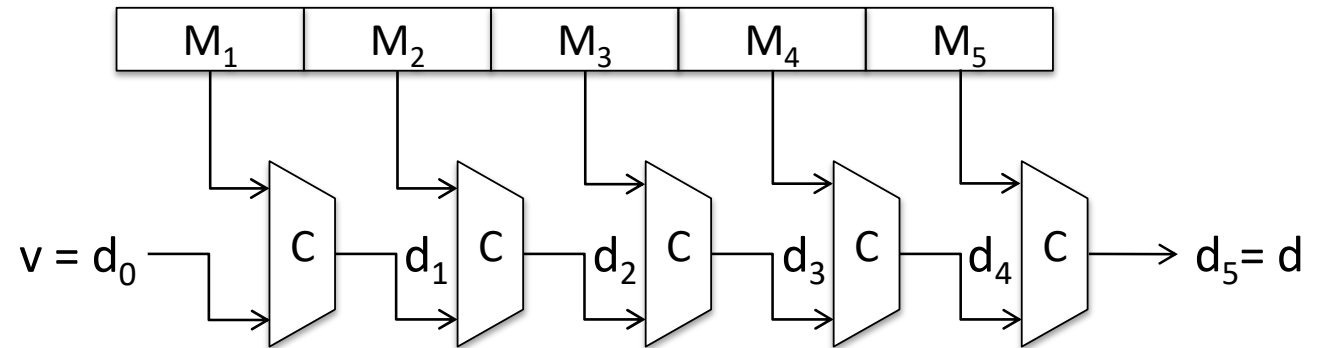 M₁ M₂ M₃ M₄ M₅
v = d₀ C d₁ C d₂ C d₃ C d₄ C d₅= d